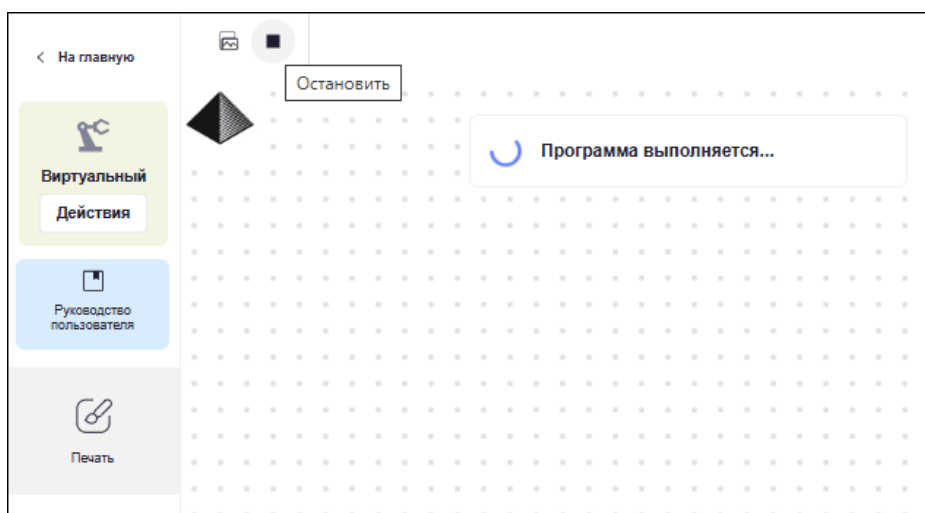 На главную
Остановить
Программа выполняется...
Виртуальный
Действия
Руководство
пользователя
Печать